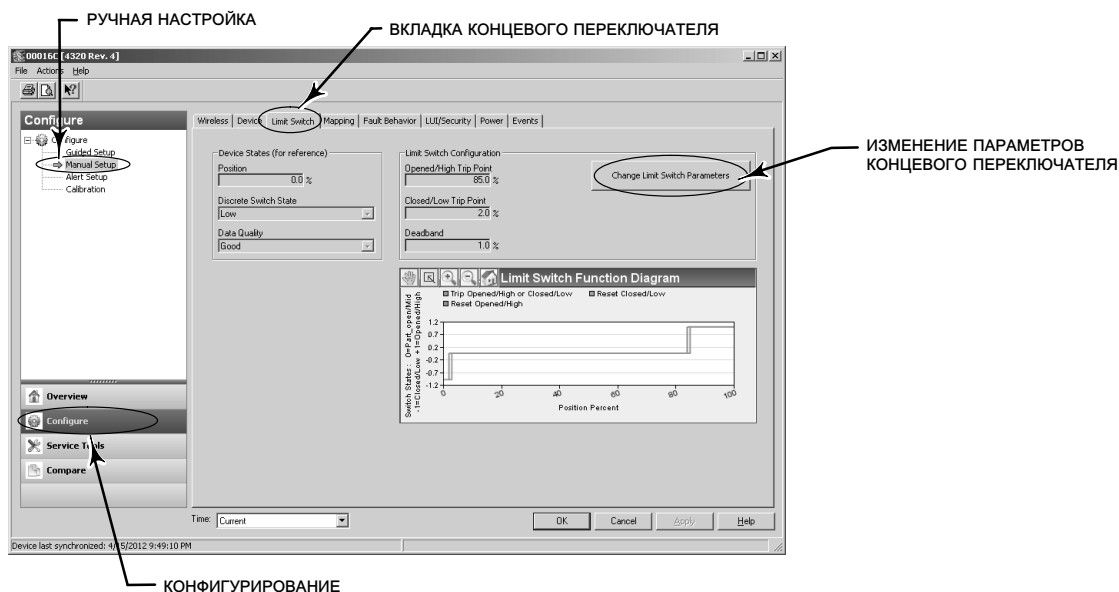 РУЧНАЯ НАСТРОЙКА
ВКЛАДКА КОНЦЕВОГО ПЕРЕКЛЮЧАТЕЛЯ
00016C [4320 Rev. 4]
File Actions Help
Configure
Configure
Guided Setup
Manual Setup
Alert Setup
Calibration
Wireless Device Limit Switch Mapping Fault Behavior LUI/Security Power Events
Device States (for reference)
Position
0.0 %
Discrete Switch State
Low
Data Quality
Good
Limit Switch Configuration
Opened/High Trip Point
85.0 %
Closed/Low Trip Point
2.0 %
Deadband
1.0 %
Change Limit Switch Parameters
ИЗМЕНЕНИЕ ПАРАМЕТРОВ
КОНЦЕВОГО ПЕРЕКЛЮЧАТЕЛЯ
Limit Switch Function Diagram
Trip Opened/High or Closed/Low Reset Closed/Low
Reset Opened/High
Switch States : 0=Part_open/Mid
-1=Closed/Low +1=Opened/High
1.2
0.7
0.2
-0.2
-0.7
-1.2
0 20 40 60 80 100
Position Percent
Overview
Configure
Service Tools
Compare
Time: Current
OK Cancel Apply Help
Device last synchronized: 4/15/2012 9:49:10 PM
КОНФИГУРИРОВАНИЕ